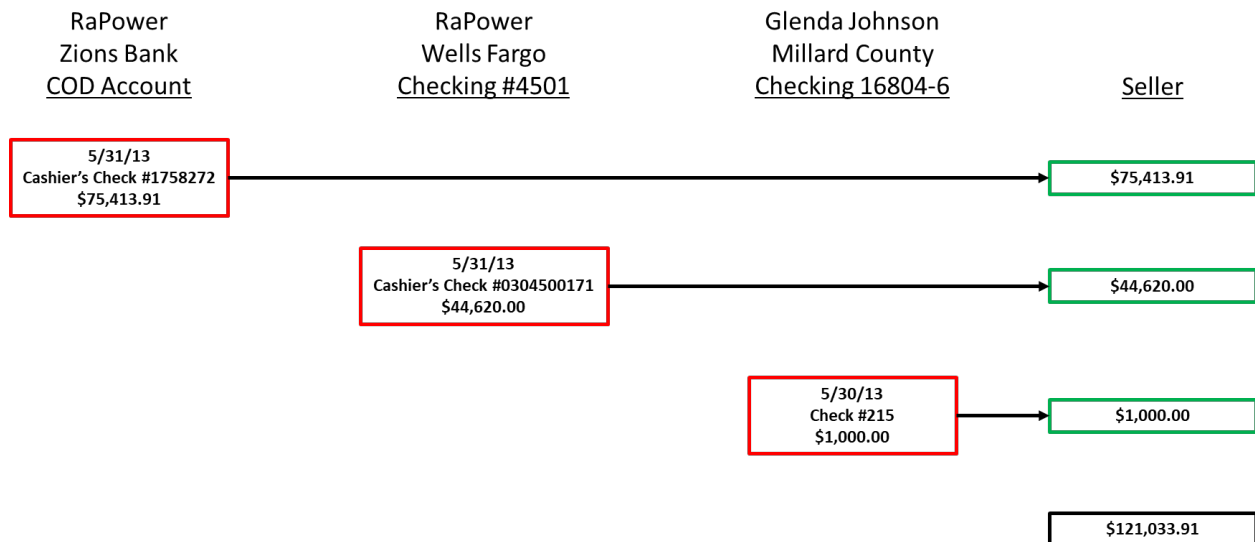 RaPower
Zions Bank
COD Account
RaPower
Wells Fargo
Checking #4501
Glenda Johnson
Millard County
Checking 16804-6
Seller
5/31/13
Cashier's Check #1758272
$75,413.91
$75,413.91
5/31/13
Cashier's Check #0304500171
$44,620.00
$44,620.00
5/30/13
Check #215
$1,000.00
$1,000.00
$121,033.91